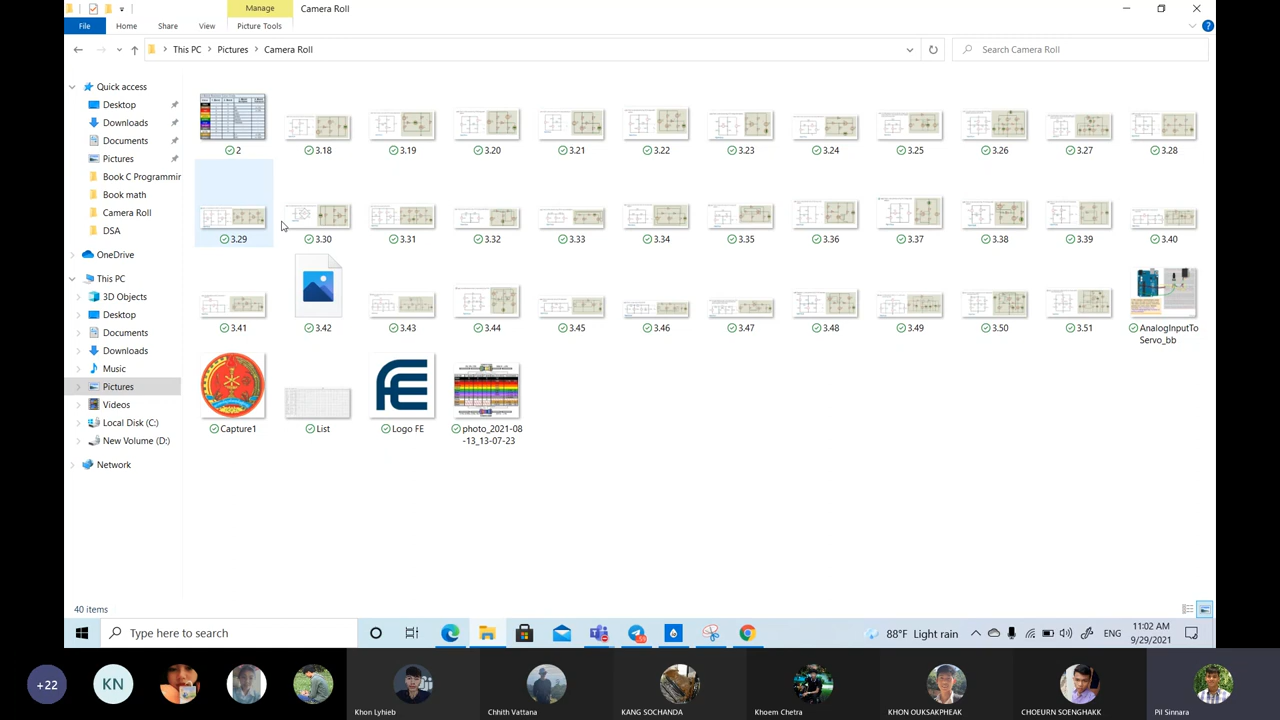 Manage
Camera Roll
File
Home
Share
View
Picture Tools
This PC
Pictures
Camera Roll
Search Camera Roll
Quick access
Desktop
Downloads
Documents
Pictures
Book C Programmin
Book math
Camera Roll
DSA
OneDrive
This PC
3D Objects
Desktop
Documents
Downloads
Music
Pictures
Videos
Local Disk (C:)
New Volume (D:)
Network
2
3.18
3.19
3.20
3.21
3.22
3.23
3.24
3.25
3.26
3.27
3.28
3.29
3.30
3.31
3.32
3.33
3.34
3.35
3.36
3.37
3.38
3.39
3.40
3.41
3.42
3.43
3.44
3.45
3.46
3.47
3.48
3.49
3.50
3.51
AnalogInputTo
Servo_bb
Capture1
List
Logo FE
photo_2021-08
-13_13-07-23
40 items
Type here to search
88°F Light rain
ENG
11:02 AM
9/29/2021
+22
KN
Khon Lyhieb
Chhith Vattana
KANG SOCHANDA
Khoem Chetra
KHON OUKSAKPHEAK
CHOEURN SOENGHAKK
Pil Sinnara